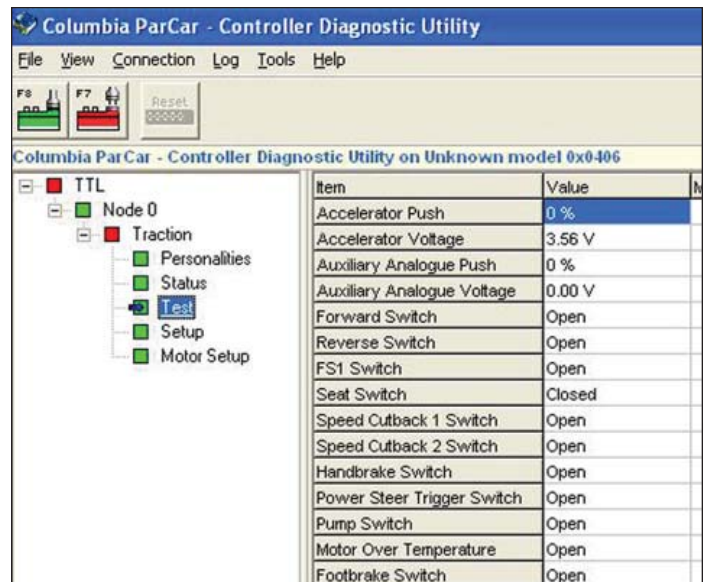 Columbia ParCar - Controller Diagnostic Utility
File View Connection Log Tools Help
F8 F7 Reset
Columbia ParCar - Controller Diagnostic Utility on Unknown model 0x0406
TTL
Node 0
Traction
Personalities
Status
Test
Setup
Motor Setup
Item Value
Accelerator Push 0 %
Accelerator Voltage 3.56 V
Auxiliary Analogue Push 0 %
Auxiliary Analogue Voltage 0.00 V
Forward Switch Open
Reverse Switch Open
FS1 Switch Open
Seat Switch Closed
Speed Cutback 1 Switch Open
Speed Cutback 2 Switch Open
Handbrake Switch Open
Power Steer Trigger Switch Open
Pump Switch Open
Motor Over Temperature Open
Footbrake Switch Open